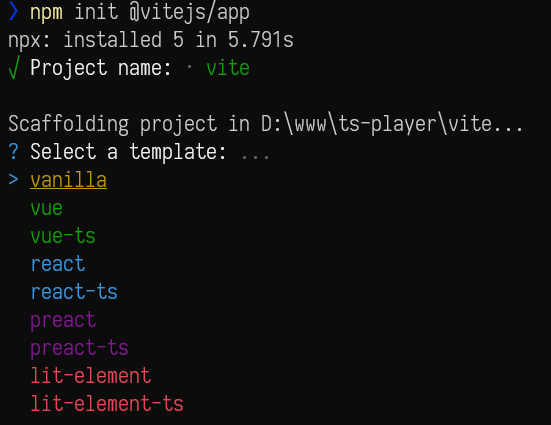 ❯ npm init @vitejs/app
npx: installed 5 in 5.791s
√ Project name: · vite
Scaffolding project in D:\www\ts-player\vite...
? Select a template: ...
> vanilla
vue
vue-ts
react
react-ts
preact
preact-ts
lit-element
lit-element-ts